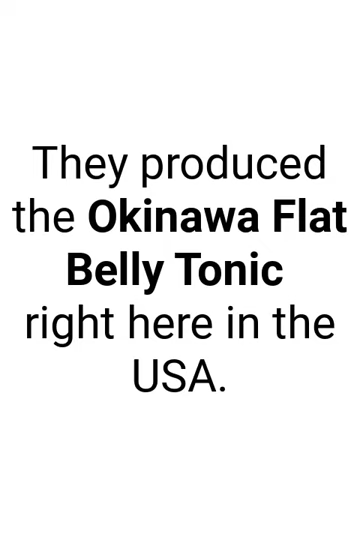 They produced
the Okinawa Flat
Belly Tonic
right here in the
USA.